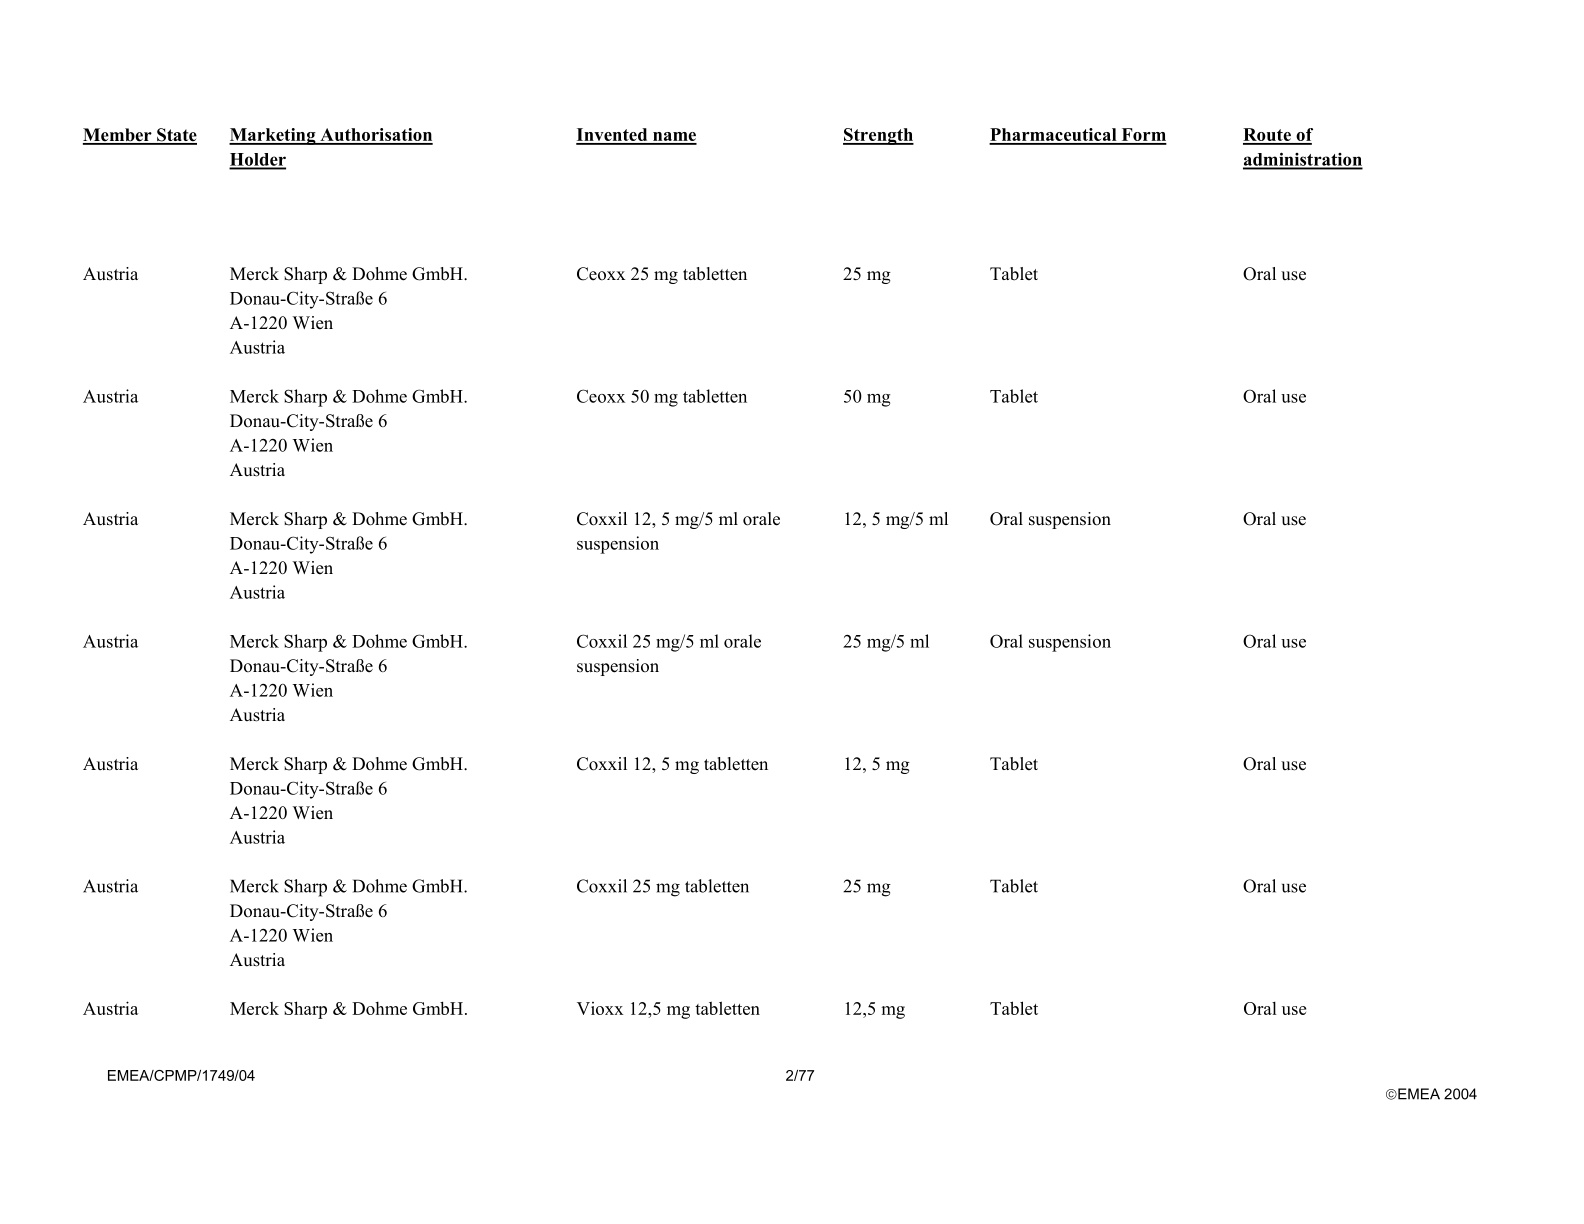 Member State Marketing Authorisation Invented name Strength Pharmaceutical Form Route of
Holder administration
Austria Merck Sharp & Dohme GmbH. Ceoxx 25 mg tabletten 25 mg Tablet Oral use
Donau-City-Straße 6
A-1220 Wien
Austria
Austria Merck Sharp & Dohme GmbH. Ceoxx 50 mg tabletten 50 mg Tablet Oral use
Donau-City-Straße 6
A-1220 Wien
Austria
Austria Merck Sharp & Dohme GmbH. Coxxil 12, 5 mg/5 ml orale 12, 5 mg/5 ml Oral suspension Oral use
Donau-City-Straße 6 suspension
A-1220 Wien
Austria
Austria Merck Sharp & Dohme GmbH. Coxxil 25 mg/5 ml orale 25 mg/5 ml Oral suspension Oral use
Donau-City-Straße 6 suspension
A-1220 Wien
Austria
Austria Merck Sharp & Dohme GmbH. Coxxil 12, 5 mg tabletten 12, 5 mg Tablet Oral use
Donau-City-Straße 6
A-1220 Wien
Austria
Austria Merck Sharp & Dohme GmbH. Coxxil 25 mg tabletten 25 mg Tablet Oral use
Donau-City-Straße 6
A-1220 Wien
Austria
Austria Merck Sharp & Dohme GmbH. Vioxx 12,5 mg tabletten 12,5 mg Tablet Oral use
EMEA/CPMP/1749/04 2/77
©EMEA 2004